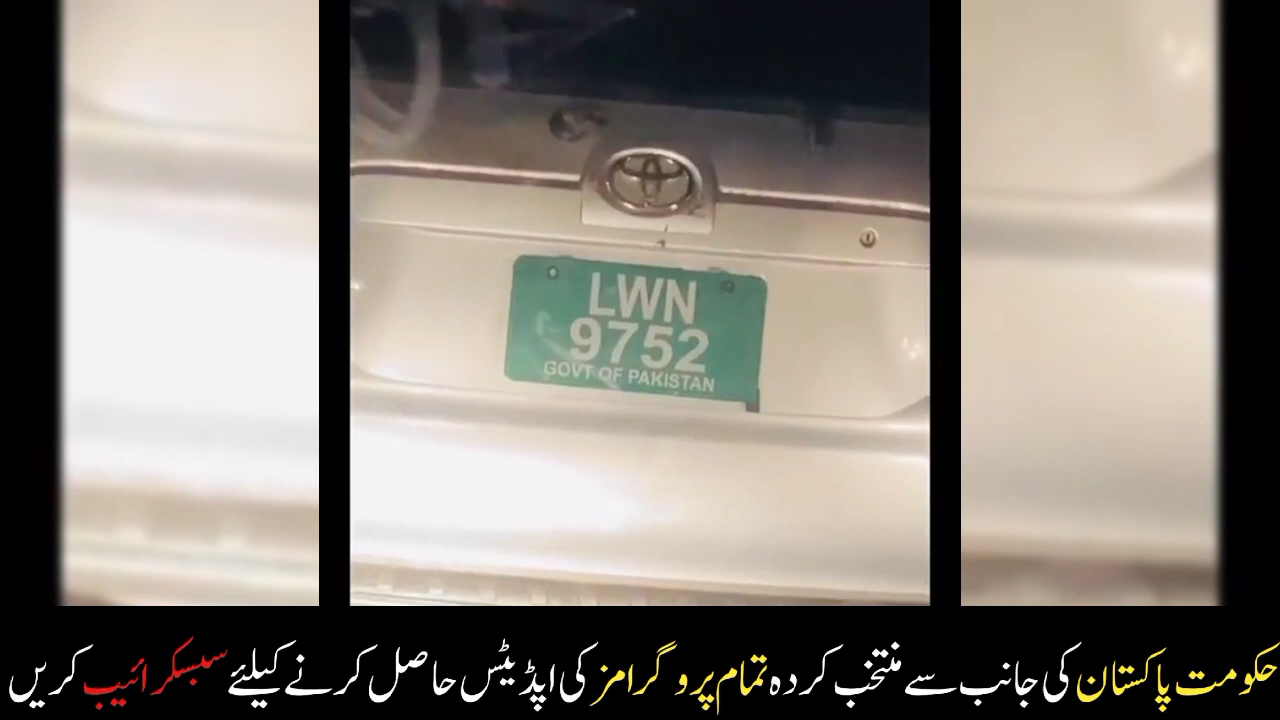 LWN
9752
GOVT OF PAKISTAN
حکومت پاکستان کی جانب سے منتخب کردہ تمام پروگرامز کی اپڈیٹس حاصل کرنے کیلئے سبسکرائیب کریں